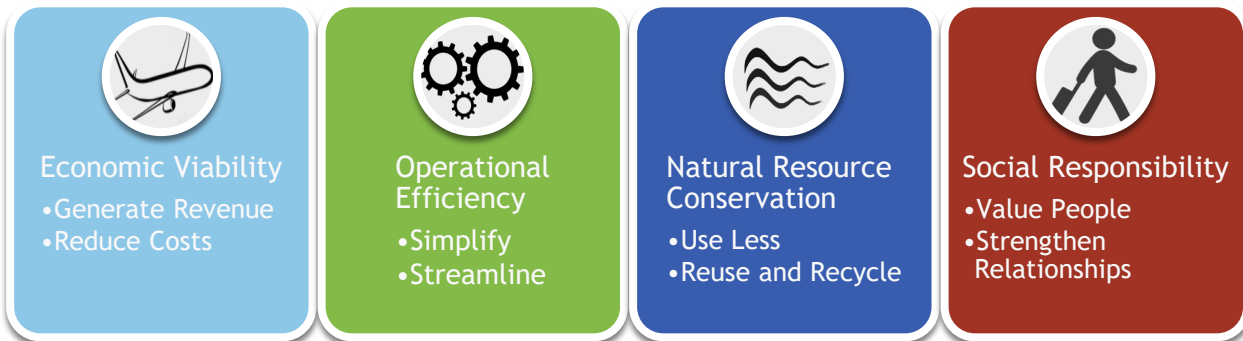 Economic Viability
•Generate Revenue
•Reduce Costs
Operational
Efficiency
•Simplify
•Streamline
Natural Resource
Conservation
•Use Less
•Reuse and Recycle
Social Responsibility
•Value People
•Strengthen
Relationships